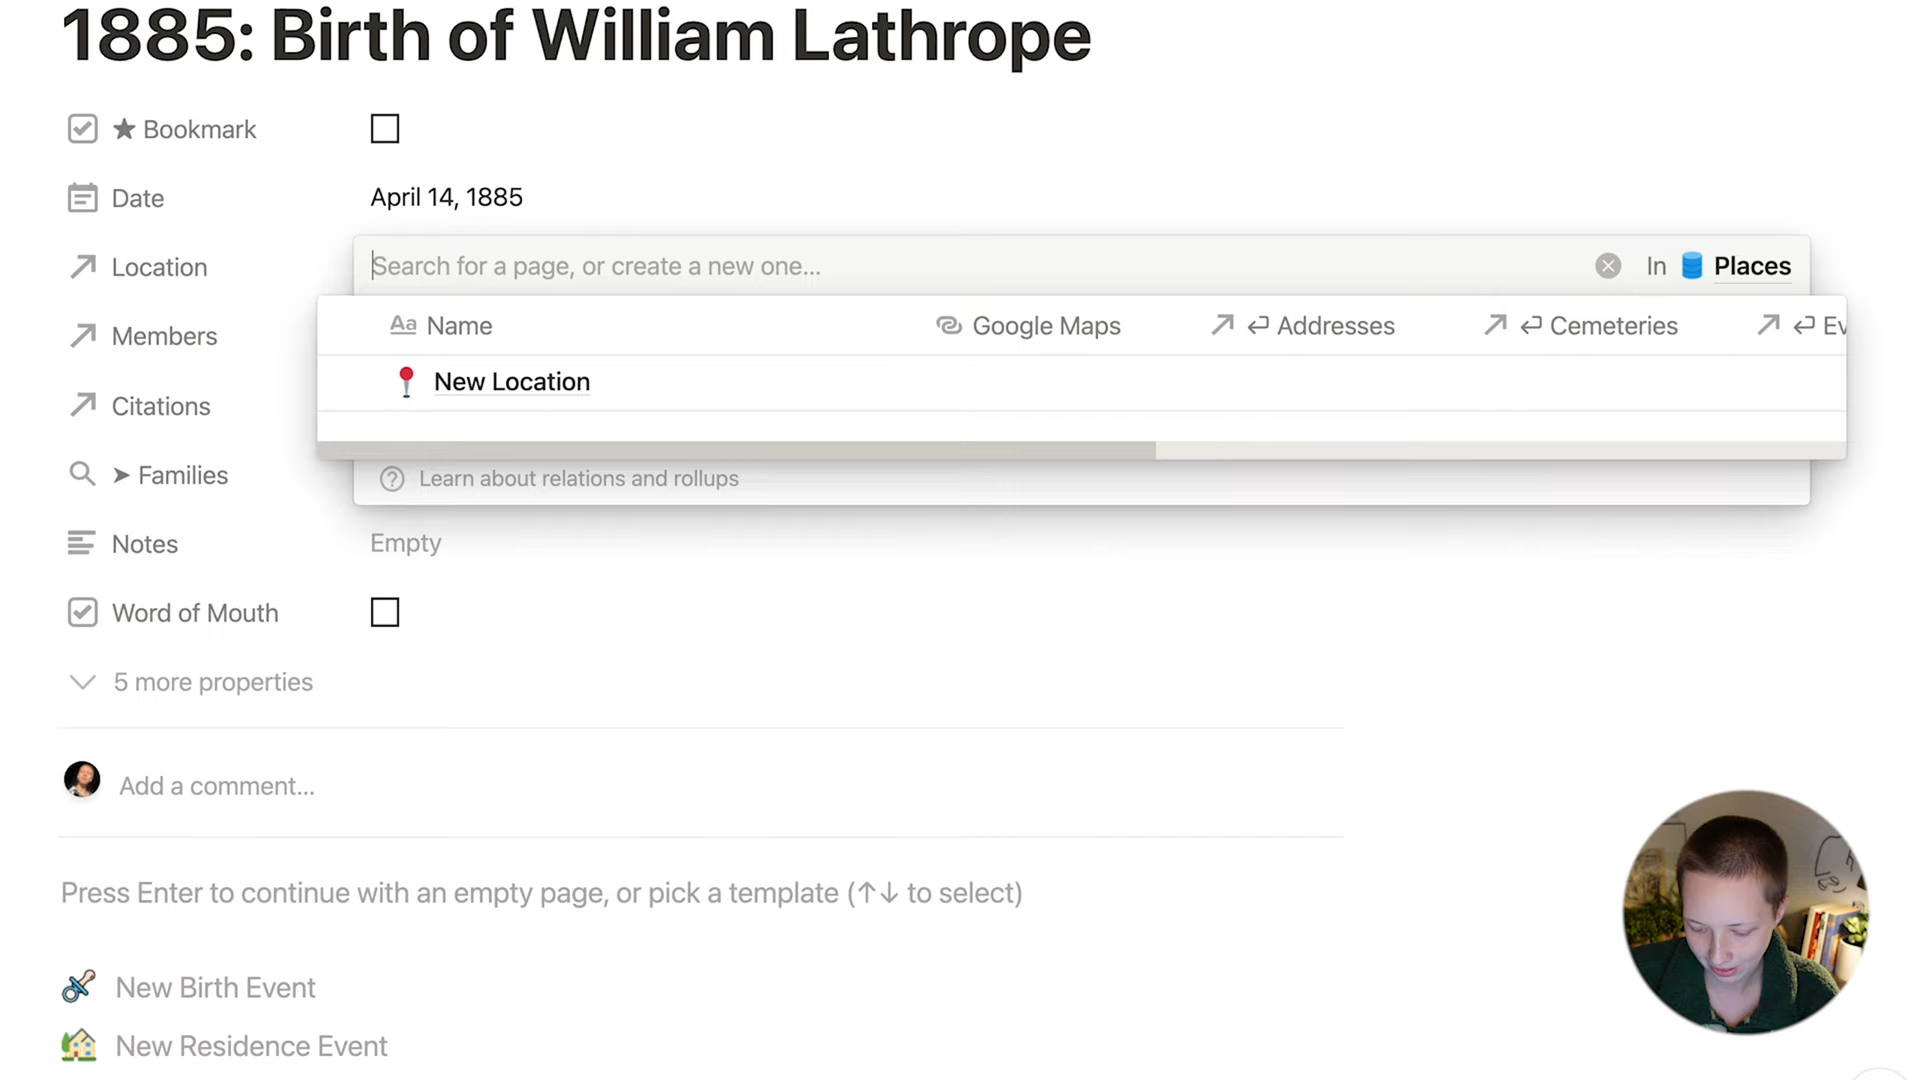 1885: Birth of William Lathrope
★ Bookmark
Date
April 14, 1885
Location
Search for a page, or create a new one...
In Places
Members
Aa Name
Google Maps
↩ Addresses
↩ Cemeteries
↩ Ev
New Location
Citations
➤ Families
Learn about relations and rollups
Notes
Empty
Word of Mouth
5 more properties
Add a comment...
Press Enter to continue with an empty page, or pick a template (↑↓ to select)
New Birth Event
New Residence Event